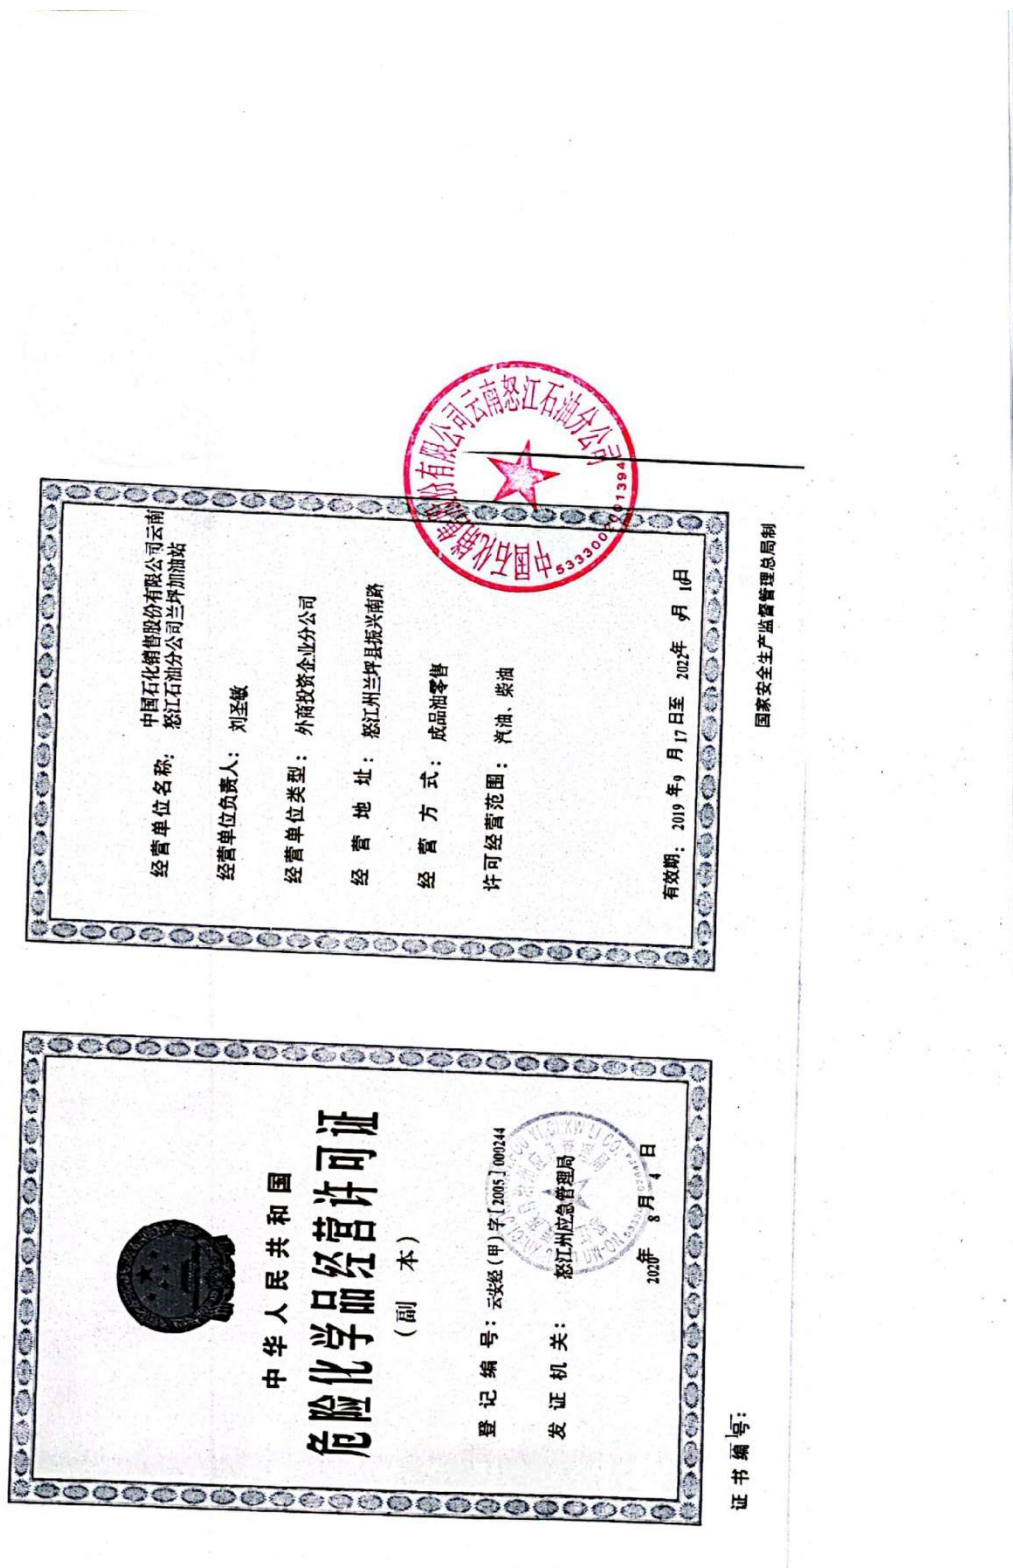 中华人民共和国
危险化学品经营许可证
(副 本)
登 记 编 号: 云安经(甲)字[2005]000244
发 证 机 关: 怒江州应急管理局
2020年 8 月 4 日
证 书 编 号:
经营单位名称: 中国石化销售股份有限公司云南
怒江石油分公司兰坪加油站
经营单位负责人: 刘圣敏
经营单位类型: 外商投资企业分公司
经 营 地 址: 怒江州兰坪县振兴南路
经 营 方 式: 成品油零售
许可经营范围: 汽油、柴油
有效期: 2019 年 9 月 17 日至 2022年 9 月 16日
国家安全生产监督管理总局制
中国石化销售股份有限公司云南怒江石油分公司